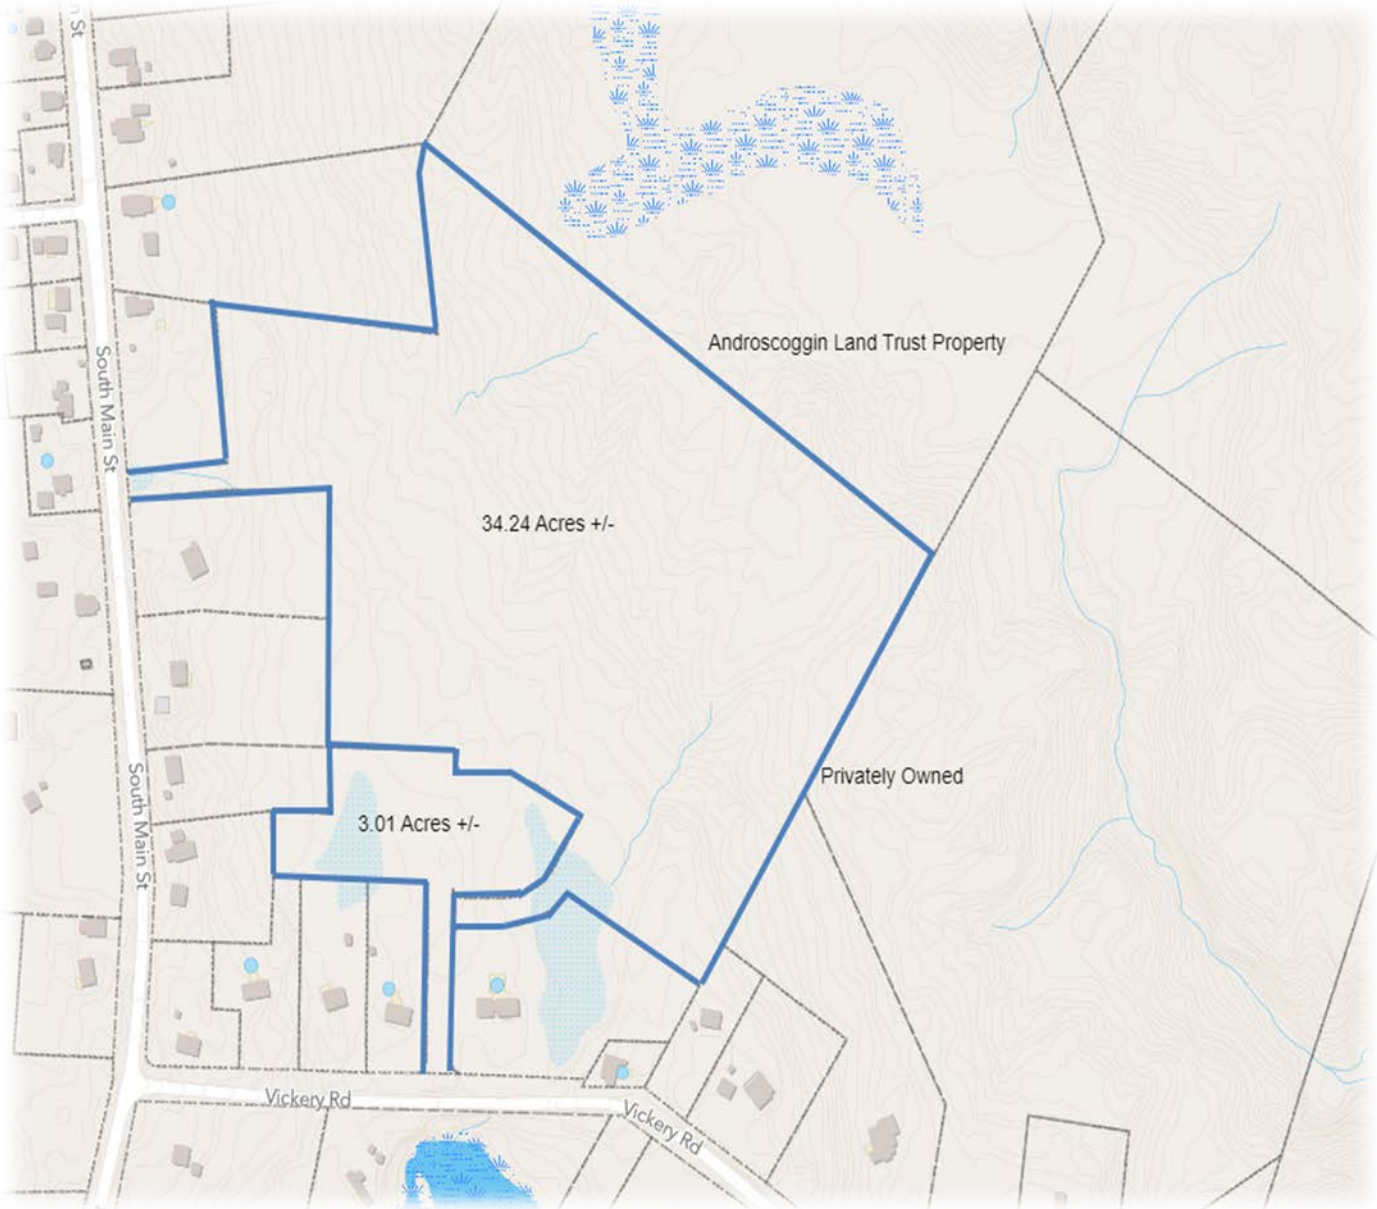 n St
Androscoggin Land Trust Property
South Main St
34.24 Acres +/-
Privately Owned
South Main St
3.01 Acres +/-
Vickery Rd
Vickery Rd